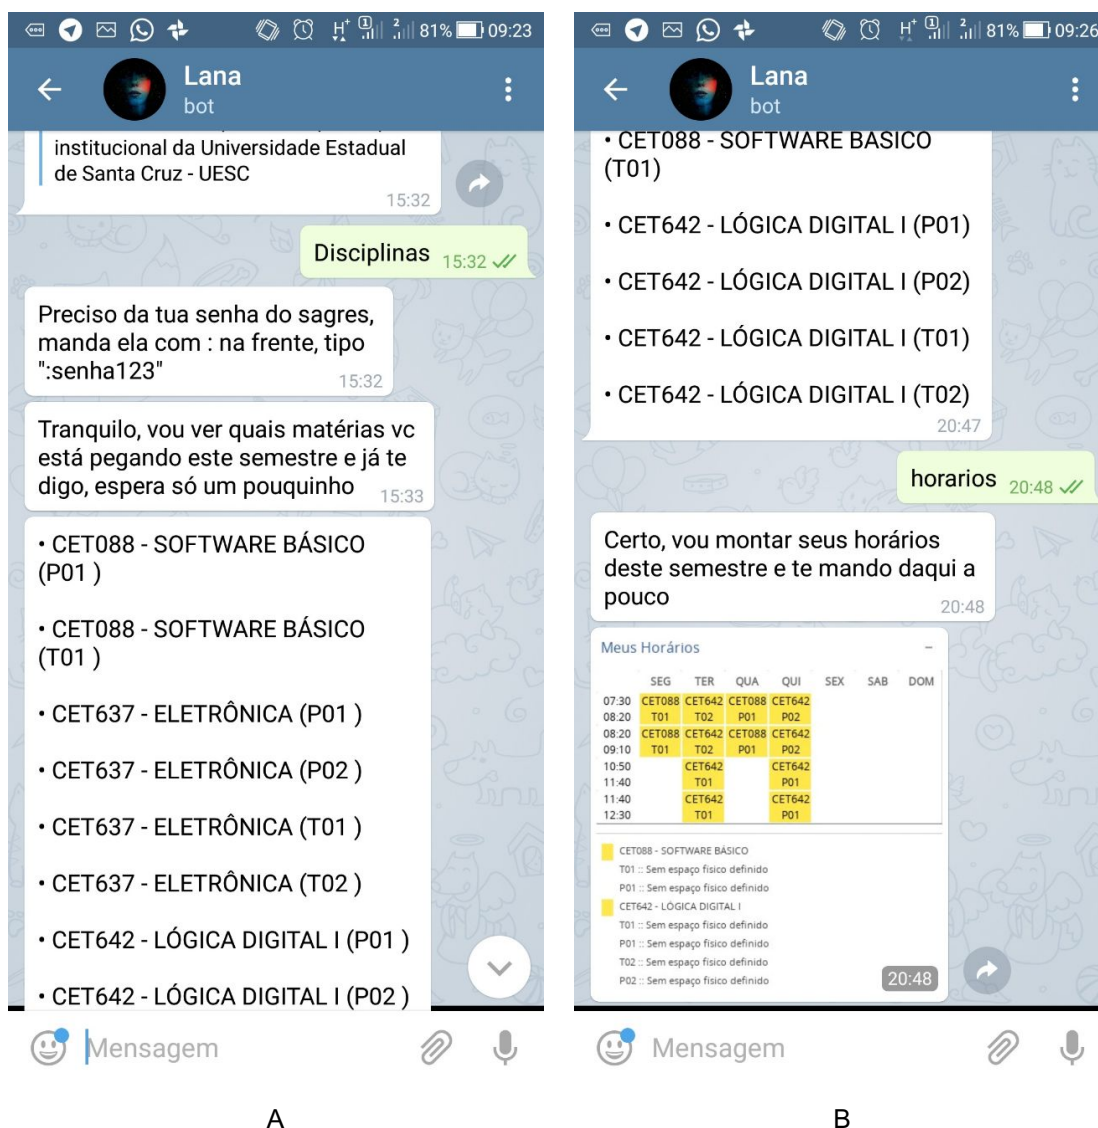 81% 09:23
Lana
bot
institucional da Universidade Estadual
de Santa Cruz - UESC
15:32
Disciplinas 15:32
Preciso da tua senha do sagres,
manda ela com : na frente, tipo
":senha123"
15:32
Tranquilo, vou ver quais matérias vc
está pegando este semestre e já te
digo, espera só um pouquinho 15:33
• CET088 - SOFTWARE BÁSICO
(P01 )
• CET088 - SOFTWARE BÁSICO
(T01 )
• CET637 - ELETRÔNICA (P01 )
• CET637 - ELETRÔNICA (P02 )
• CET637 - ELETRÔNICA (T01 )
• CET637 - ELETRÔNICA (T02 )
• CET642 - LÓGICA DIGITAL I (P01 )
• CET642 - LÓGICA DIGITAL I (P02 )
Mensagem
A
H+ 1 2 81% 09:26
Lana
bot
• CET088 - SOFTWARE BÁSICO
(T01)
• CET642 - LÓGICA DIGITAL I (P01)
• CET642 - LÓGICA DIGITAL I (P02)
• CET642 - LÓGICA DIGITAL I (T01)
• CET642 - LÓGICA DIGITAL I (T02)
20:47
horarios 20:48
Certo, vou montar seus horários
deste semestre e te mando daqui a
pouco
20:48
Meus Horários
SEG TER QUA QUI SEX SAB DOM
07:30 CET088 CET642 CET088 CET642
08:20 T01 T02 P01 P02
08:20 CET088 CET642 CET088 CET642
09:10 T01 T02 P01 P02
10:50 CET642 CET642
11:40 T01 P01
11:40 CET642 CET642
12:30 T01 P01
CET088 - SOFTWARE BÁSICO
T01 :: Sem espaço físico definido
P01 :: Sem espaço físico definido
CET642 - LÓGICA DIGITAL I
T01 :: Sem espaço físico definido
P01 :: Sem espaço físico definido
T02 :: Sem espaço físico definido
P02 :: Sem espaço físico definido
20:48
Mensagem
B